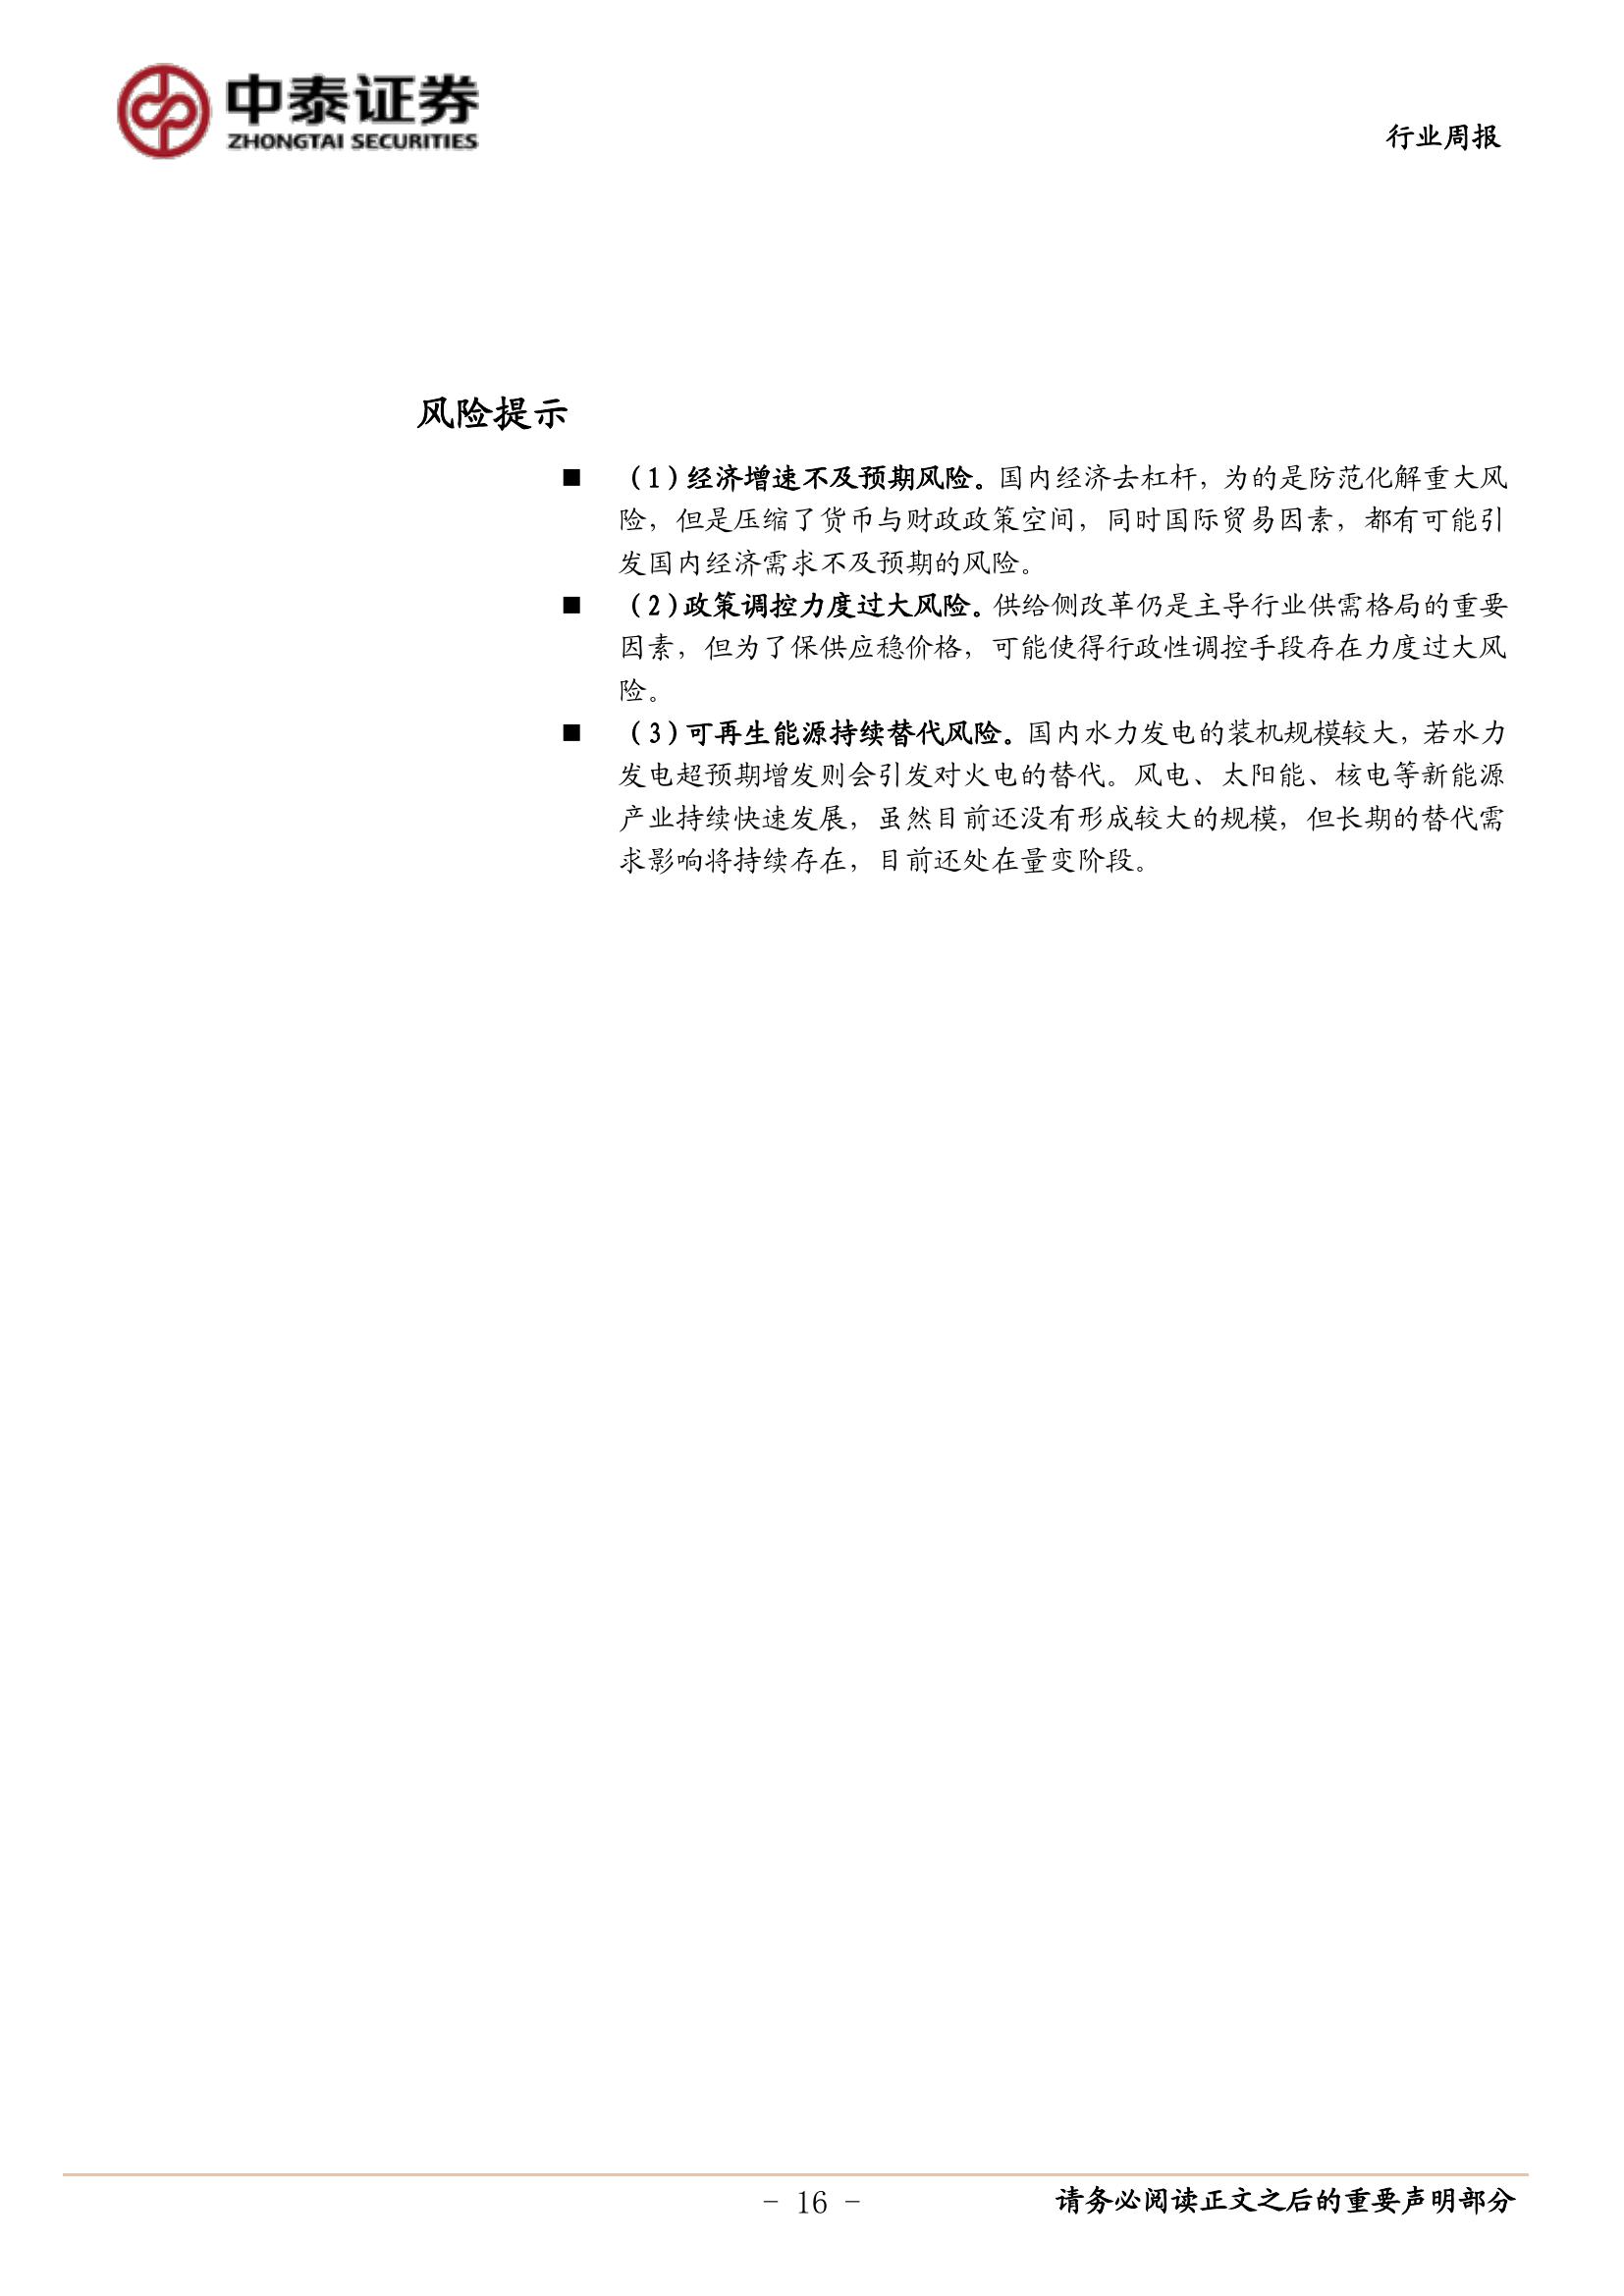 中泰证券
ZHONGTAI SECURITIES
行业周报
风险提示
■ （1）经济增速不及预期风险。国内经济去杠杆，为的是防范化解重大风
险，但是压缩了货币与财政政策空间，同时国际贸易因素，都有可能引
发国内经济需求不及预期的风险。
■ （2）政策调控力度过大风险。供给侧改革仍是主导行业供需格局的重要
因素，但为了保供应稳价格，可能使得行政性调控手段存在力度过大风
险。
■ （3）可再生能源持续替代风险。国内水力发电的装机规模较大，若水力
发电超预期增发则会引发对火电的替代。风电、太阳能、核电等新能源
产业持续快速发展，虽然目前还没有形成较大的规模，但长期的替代需
求影响将持续存在，目前还处在量变阶段。
- 16 -
请务必阅读正文之后的重要声明部分